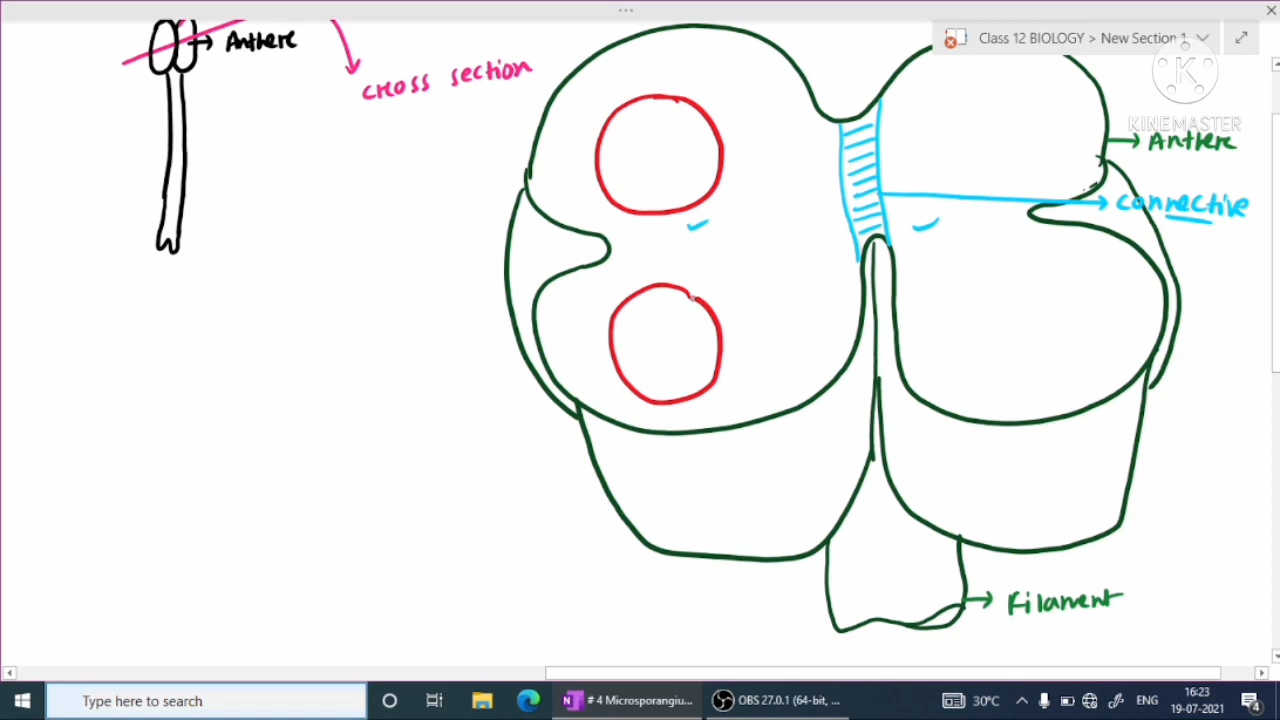 Class 12 BIOLOGY > New Section 1
KINEMASTER
Anthere
cross section
Anthere
connective
Filament
Type here to search
# 4 Microsporangiu...
OBS 27.0.1 (64-bit, ...
30°C
ENG
16:23
19-07-2021
4